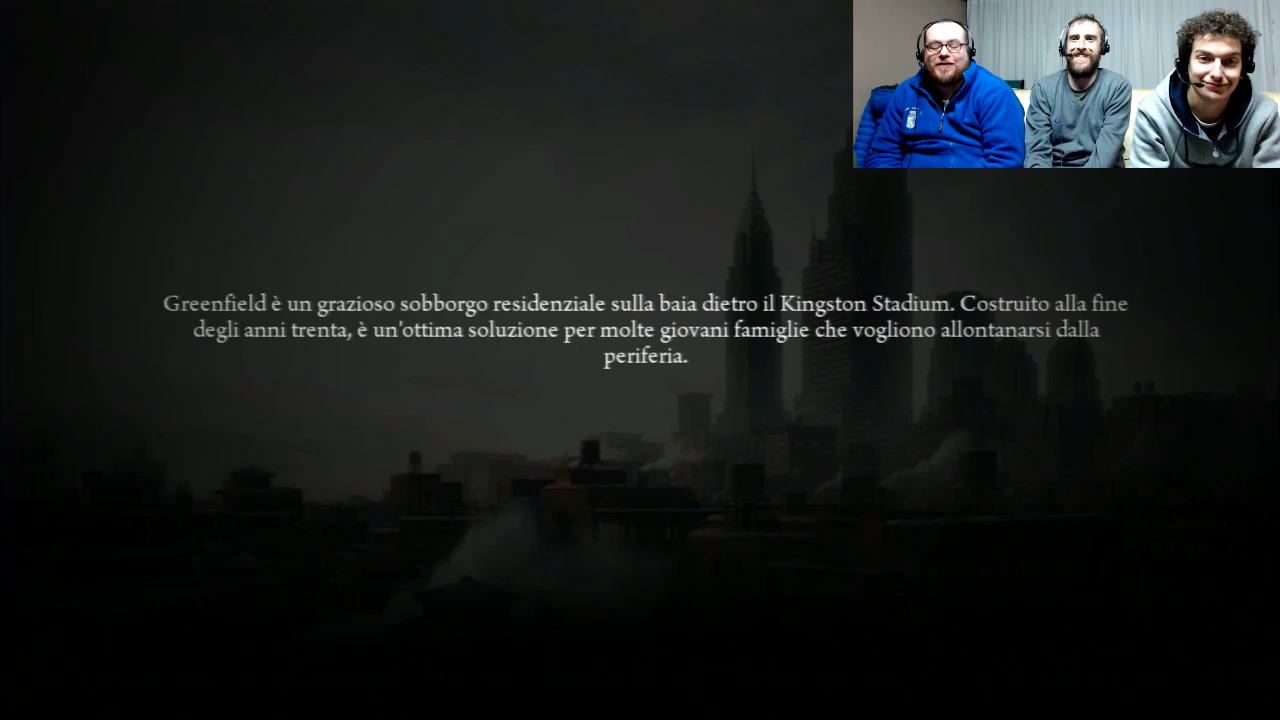 Greenfield è un grazioso sobborgo residenziale sulla baia dietro il Kingston Stadium. Costruito alla fine
degli anni trenta, è un'ottima soluzione per molte giovani famiglie che vogliono allontanarsi dalla
periferia.